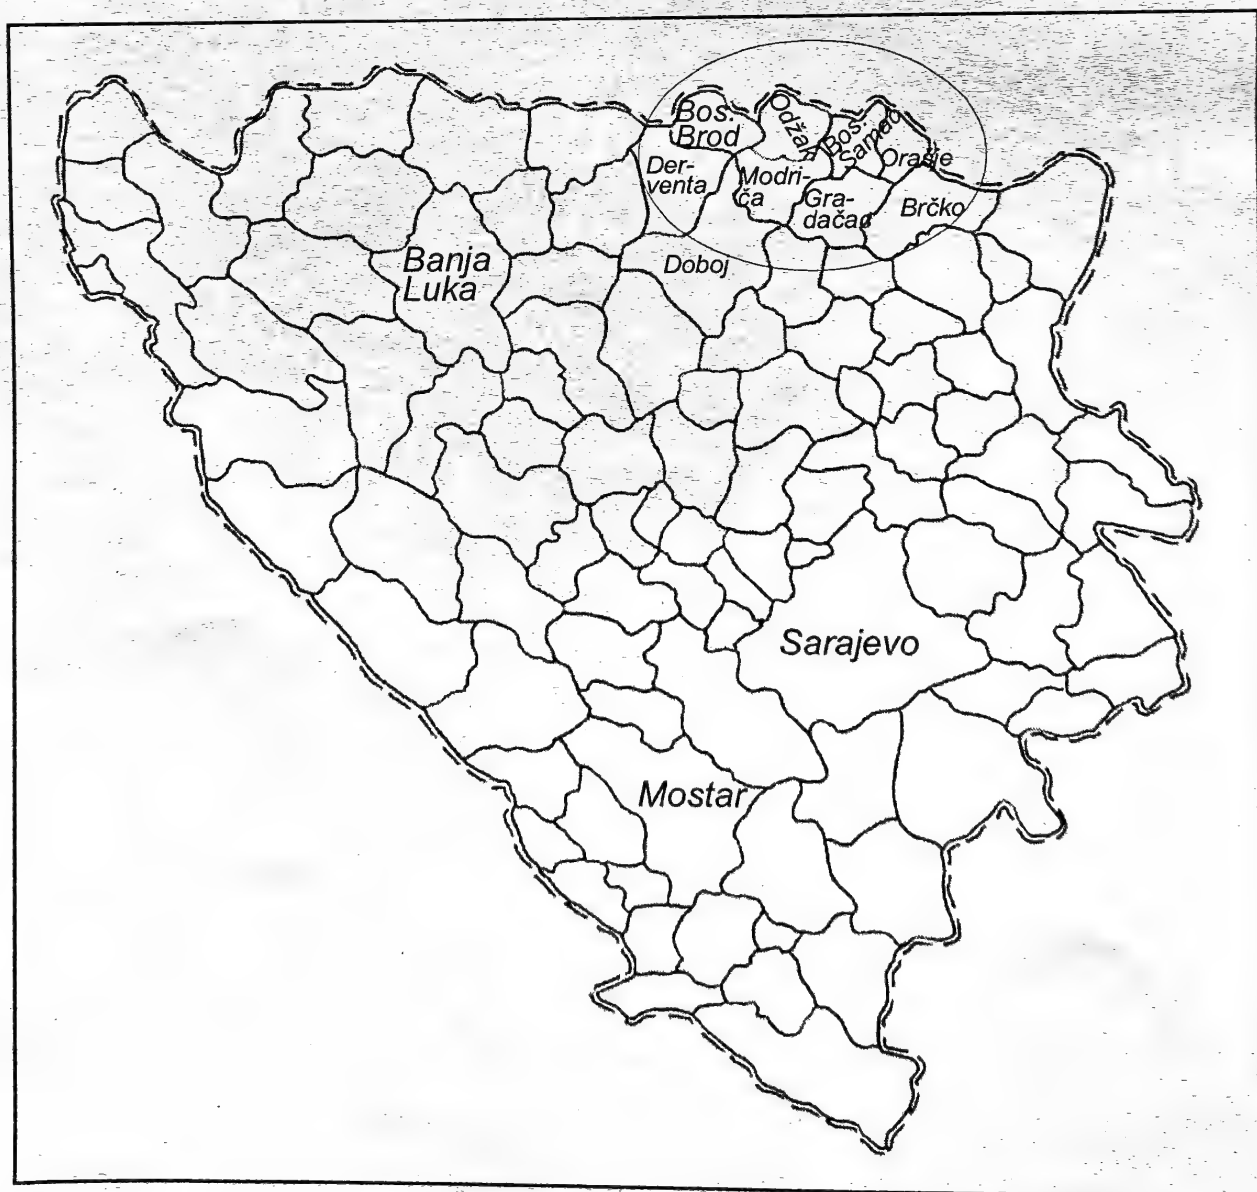 Bos.
Brod
Odžak
Bos.
Šamac
Orašje
Der-
venta
Modri-
ča
Gra-
dačac
Brčko
Doboj
Banja
Luka
Sarajevo
Mostar